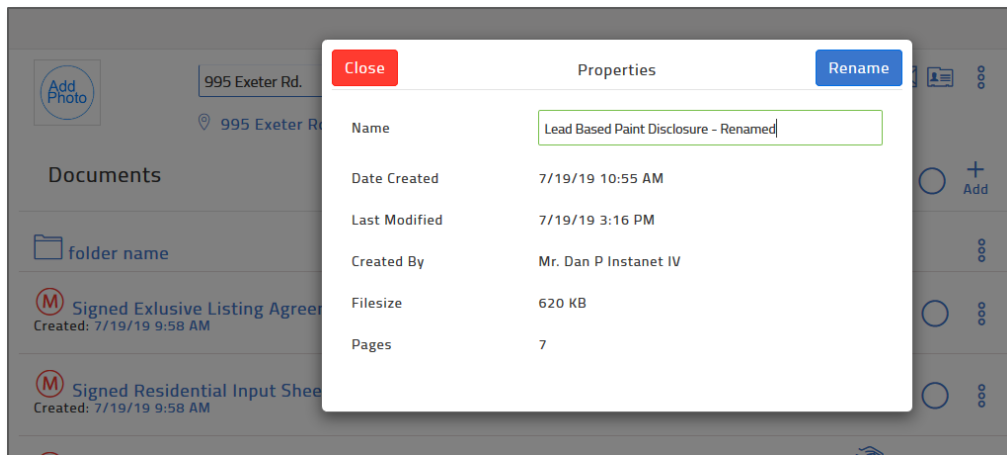 Close
Properties
Rename
Add
Photo
995 Exeter Rd.
995 Exeter
Name
Lead Based Paint Disclosure - Renamed
Documents
Date Created
7/19/19 10:55 AM
Add
Last Modified
7/19/19 3:16 PM
folder name
Created By
Mr. Dan P Instanet IV
M
Signed Exlusive Listing
Created: 7/19/19 9:58 AM
Filesize
620 KB
Pages
7
M
Signed Residential Input
Created: 7/19/19 9:58 AM